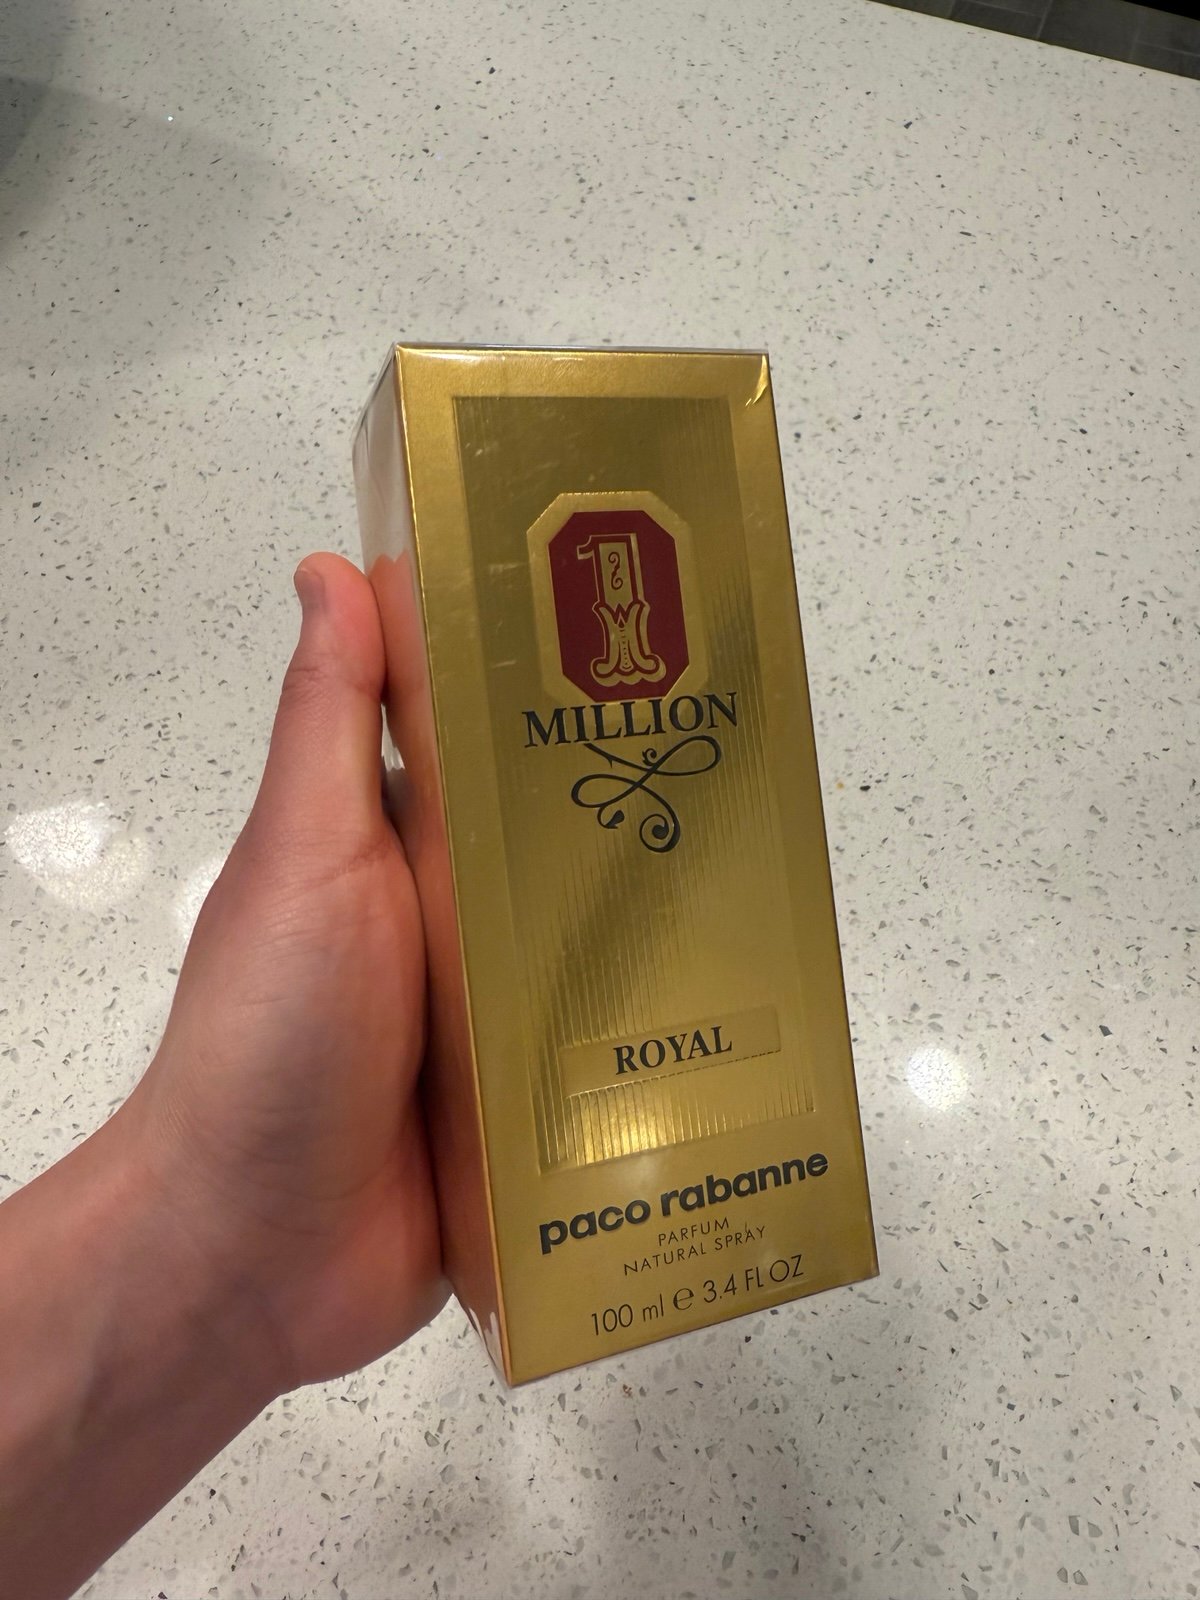 1
MILLION
ROYAL
paco rabanne
PARFUM
NATURAL SPRAY
100 ml ℮ 3.4 FL OZ